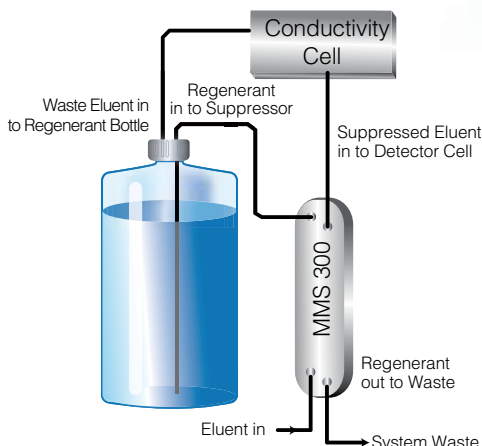 Conductivity
Cell
Regenerant
in to Suppressor
Waste Eluent in
to Regenerant Bottle
Suppressed Eluent
in to Detector Cell
MMS 300
Regenerant
out to Waste
Eluent in
System Waste